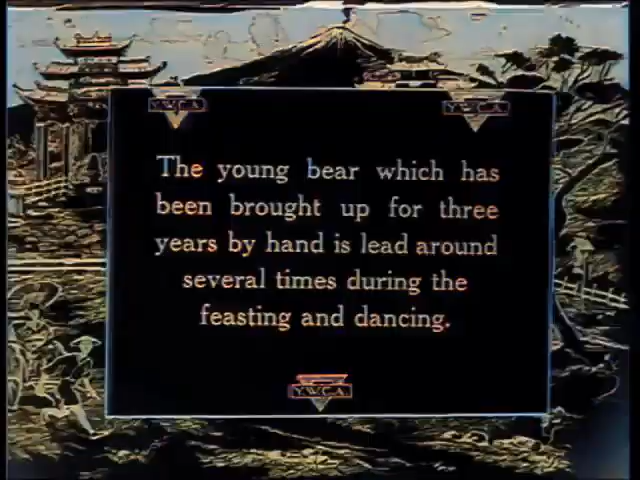 Y.W.C.A. Y.W.C.A.
The young bear which has
been brought up for three
years by hand is lead around
several times during the
feasting and dancing.
Y.W.C.A.